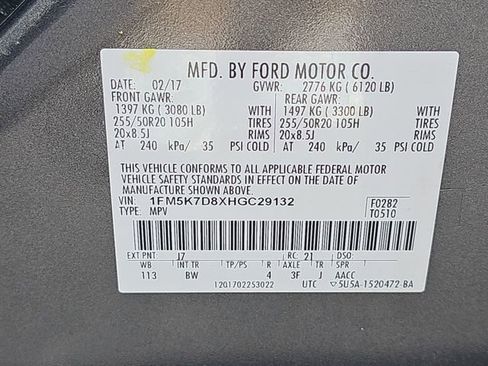 MFD. BY FORD MOTOR CO.
DATE: 02/17 GVWR: 2776 KG ( 6120 LB)
FRONT GAWR: REAR GAWR:
1397 KG ( 3080 LB) WITH 1497 KG ( 3300 LB) WITH
255/50R20 105H TIRES 255/50R20 105H TIRES
20x8.5J RIMS 20x8.5J RIMS
AT 240 kPa/ 35 PSI COLD AT 240 kPa/ 35 PSI COLD
THIS VEHICLE CONFORMS TO ALL APPLICABLE FEDERAL MOTOR
VEHICLE SAFETY STANDARDS IN EFFECT ON THE DATE OF
MANUFACTURE SHOWN ABOVE.
VIN: 1FM5K7D8XHGC29132 F0282
TYPE: MPV T0510
EXT PNT: J7 RC: 21 DSO:
WB INT TR TP/PS R AXLE TR SPR
113 BW 4 3F J AACC
1201702253022 UTC ▽5U5A-1520472-BA